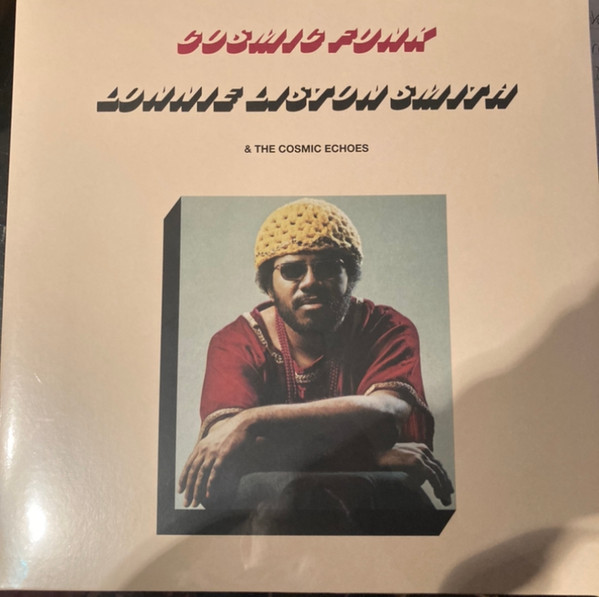 COSMIC FUNK
LONNIE LISTON SMITH
& THE COSMIC ECHOES